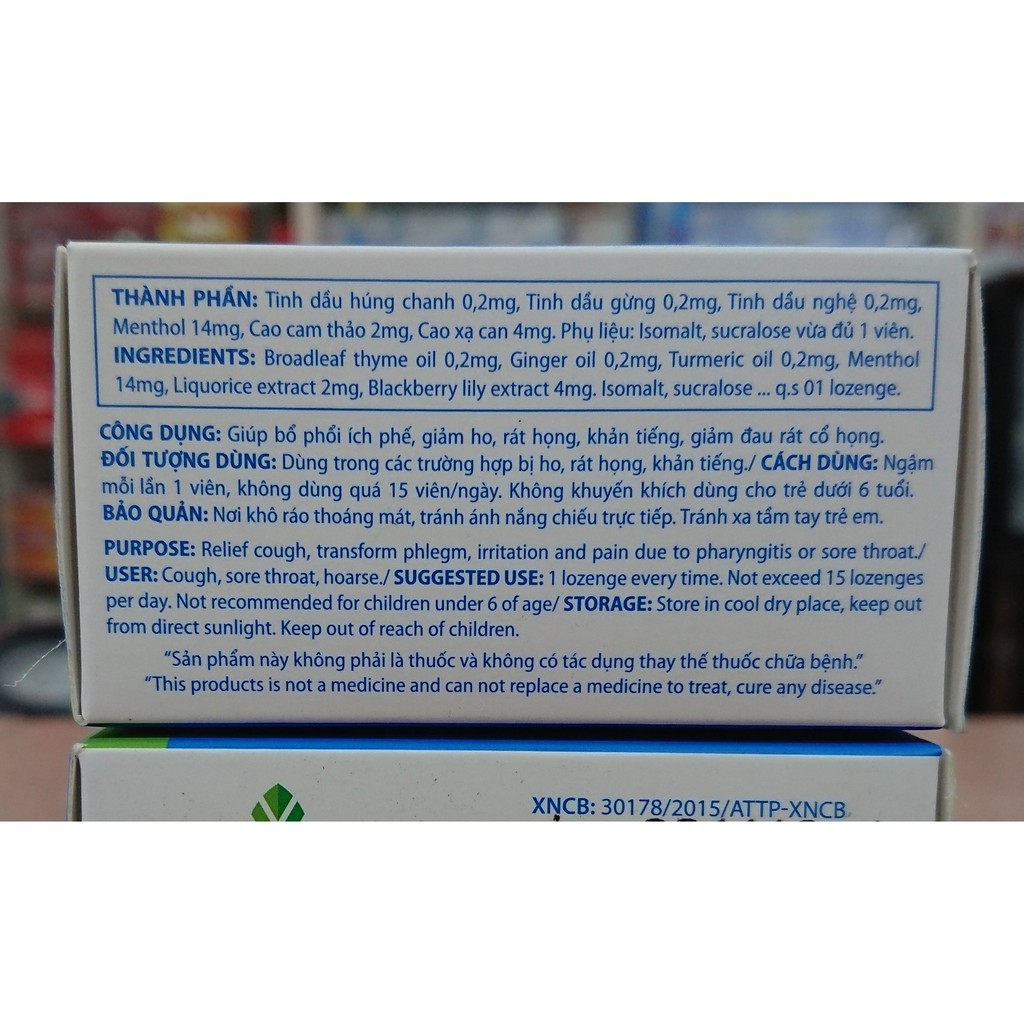 THÀNH PHẦN: Tinh dầu húng chanh 0,2mg, Tinh dầu gừng 0,2mg, Tinh dầu nghệ 0,2mg,
Menthol 14mg, Cao cam thảo 2mg, Cao xạ can 4mg. Phụ liệu: Isomalt, sucralose vừa đủ 1 viên.
INGREDIENTS: Broadleaf thyme oil 0,2mg, Ginger oil 0,2mg, Turmeric oil 0,2mg, Menthol
14mg, Liquorice extract 2mg, Blackberry lily extract 4mg. Isomalt, sucralose ... q.s 01 lozenge.
CÔNG DỤNG: Giúp bổ phổi ích phế, giảm ho, rát họng, khản tiếng, giảm đau rát cổ họng.
ĐỐI TƯỢNG DÙNG: Dùng trong các trường hợp bị ho, rát họng, khản tiếng./ CÁCH DÙNG: Ngậm
mỗi lần 1 viên, không dùng quá 15 viên/ngày. Không khuyến khích dùng cho trẻ dưới 6 tuổi.
BẢO QUẢN: Nơi khô ráo thoáng mát, tránh ánh nắng chiếu trực tiếp. Tránh xa tầm tay trẻ em.
PURPOSE: Relief cough, transform phlegm, irritation and pain due to pharyngitis or sore throat./
USER: Cough, sore throat, hoarse./ SUGGESTED USE: 1 lozenge every time. Not exceed 15 lozenges
per day. Not recommended for children under 6 of age/ STORAGE: Store in cool dry place, keep out
from direct sunlight. Keep out of reach of children.
“Sản phẩm này không phải là thuốc và không có tác dụng thay thế thuốc chữa bệnh.”
“This products is not a medicine and can not replace a medicine to treat, cure any disease.”
XNCB: 30178/2015/ATTP-XNCB